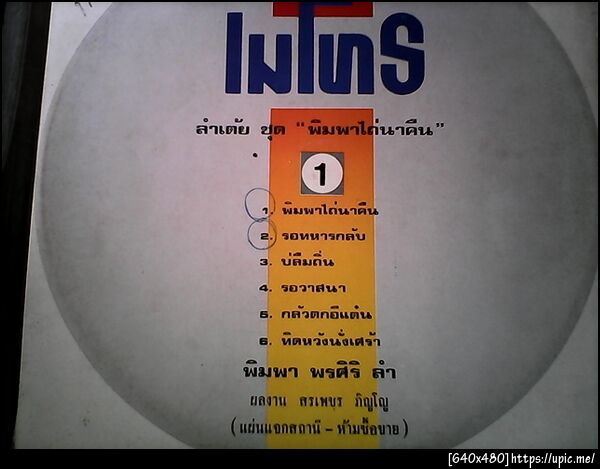 เมโทร
ลำเต้ย ชุด "พิมพาไถ่นาคืน"
1
1. พิมพาไถ่นาคืน
2. รอทหารกลับ
3. บ่ลืมถิ่น
4. รอวาสนา
5. กลัวตกอีแต๋น
6. ทิดหวังนั่งเศร้า
พิมพา พรศิริ ลำ
ผลงาน สรเพชร ภิญโญ
(แผ่นแจกสถานี - ห้ามซื้อขาย)
[640x480]https://upic.me/